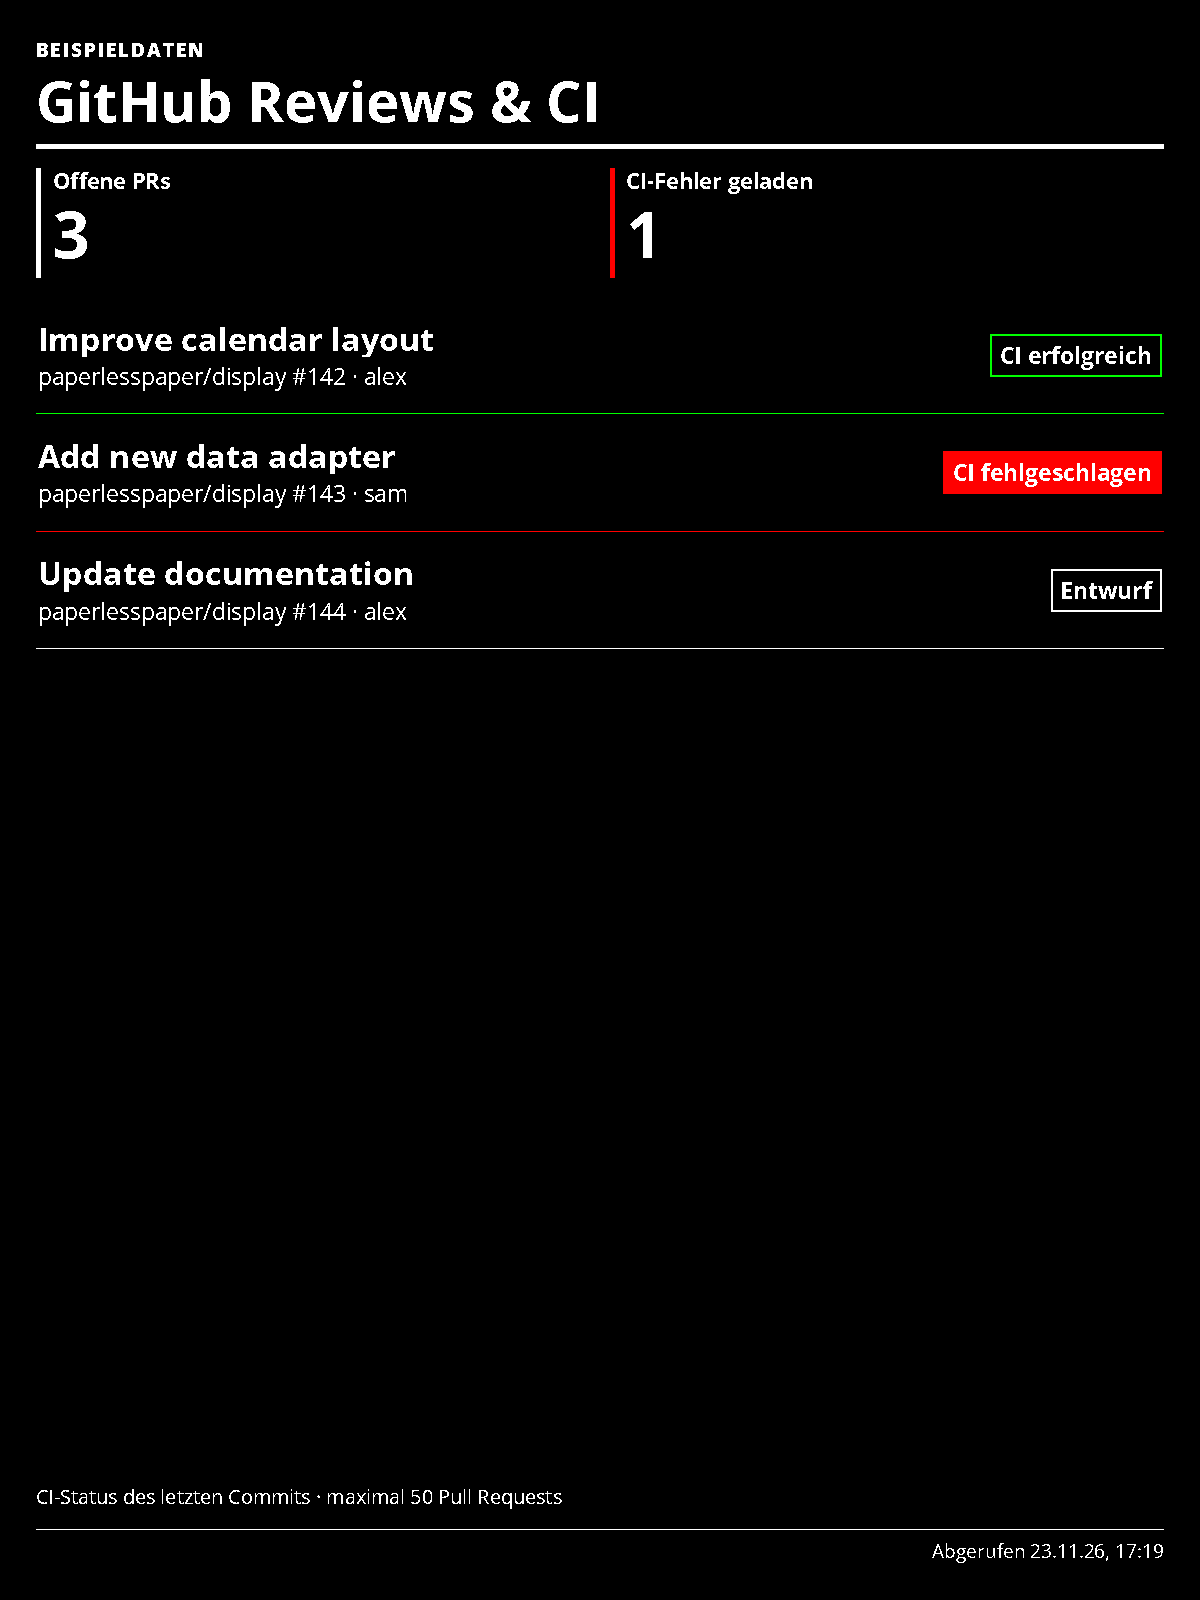 BEISPIELDATEN
GitHub Reviews & CI
Offene PRs
3
CI-Fehler geladen
1
Improve calendar layout
paperlesspaper/display #142 · alex
CI erfolgreich
Add new data adapter
paperlesspaper/display #143 · sam
CI fehlgeschlagen
Update documentation
paperlesspaper/display #144 · alex
Entwurf
CI-Status des letzten Commits · maximal 50 Pull Requests
Abgerufen 23.11.26, 17:19